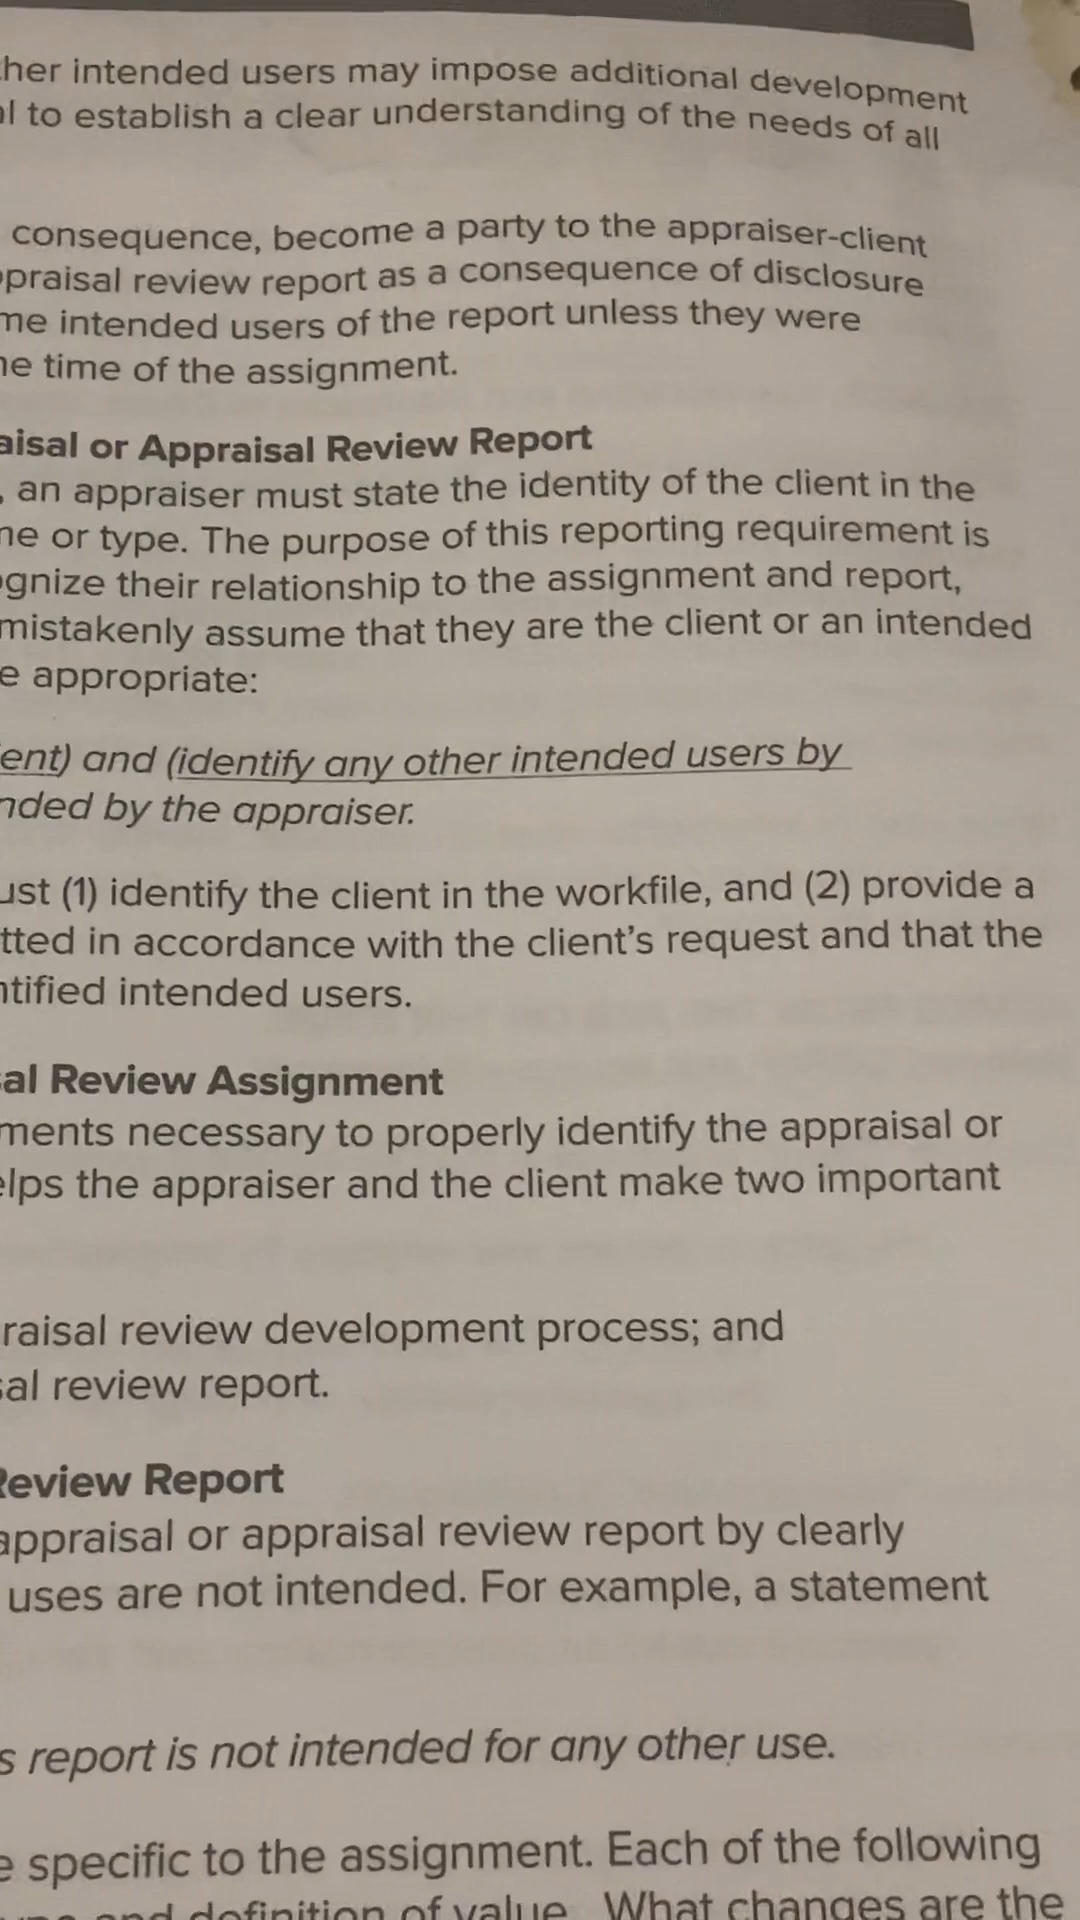 her intended users may impose additional development
to establish a clear understanding of the needs of all
consequence, become a party to the appraiser-client
praisal review report as a consequence of disclosure
me intended users of the report unless they were
he time of the assignment.
aisal or Appraisal Review Report
, an appraiser must state the identity of the client in the
ne or type. The purpose of this reporting requirement is
gnize their relationship to the assignment and report,
mistakenly assume that they are the client or an intended
e appropriate:
ent) and (identify any other intended users by
nded by the appraiser.
ust (1) identify the client in the workfile, and (2) provide a
tted in accordance with the client’s request and that the
ntified intended users.
al Review Assignment
ments necessary to properly identify the appraisal or
elps the appraiser and the client make two important
raisal review development process; and
al review report.
Review Report
appraisal or appraisal review report by clearly
uses are not intended. For example, a statement
s report is not intended for any other use.
e specific to the assignment. Each of the following
and definition of value. What changes are the